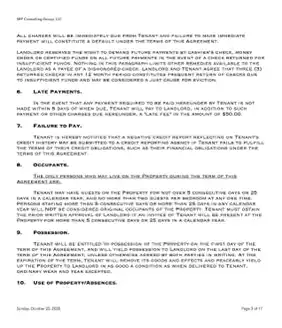 MFF Consulting Group, LLC
All charges will be immediately due from Tenant and failure to make immediate
payment will constitute a default under the terms of this Agreement.
Landlord reserves the right to demand future payments by cashier's check, money
order or certified funds on all future payments in the event of a check returned for
insufficient funds. Nothing in this paragraph limits other remedies available to the
Landlord as a payee of a dishonored check. Landlord and Tenant agree that three (3)
returned checks in any 12 month period constitutes frequent return of checks due
to insufficient funds and may be considered a just cause for eviction.
6. Late Payments.
In the event that any payment required to be paid hereunder by Tenant is not
made within 5 days of when due, Tenant will pay to Landlord, in addition to such
payment or other charges due hereunder, a "late fee" in the amount of $50.00.
7. Failure to Pay.
Tenant is hereby notified that a negative credit report reflecting on Tenant's
credit history may be submitted to a credit reporting agency if Tenant fails to fulfill
the terms of their credit obligations, such as their financial obligations under the
terms of this Agreement.
8. Occupants.
The only persons who may live on the Property during the term of this
Agreement are:
Tenant may have guests on the Property for not over 5 consecutive days or 25
days in a calendar year, and no more than two guests per bedroom at any one time.
Persons staying more than 5 consecutive days or more than 25 days in any calendar
year will NOT be considered original occupants of the Property. Tenant must obtain
the prior written approval of Landlord if an invitee of Tenant will be present at the
Property for more than 5 consecutive days or 25 days in a calendar year.
9. Possession.
Tenant will be entitled to possession of the Property on the first day of the
term of this Agreement, and will yield possession to Landlord on the last day of the
term of this Agreement, unless otherwise agreed by both parties in writing. At the
expiration of the term, Tenant will remove its goods and effects and peaceably yield
up the Property to Landlord in as good a condition as when delivered to Tenant,
ordinary wear and tear excepted.
10. Use of Property/Absences.
Sunday, October 25, 2020
Page 3 of 17